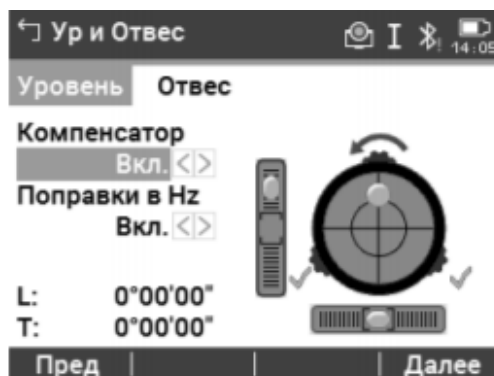 Ур и Отвес I 14:05
Уровень Отвес
Компенсатор
Вкл.
Поправки в Hz
Вкл.
L: 0°00'00"
T: 0°00'00"
Пред Далее